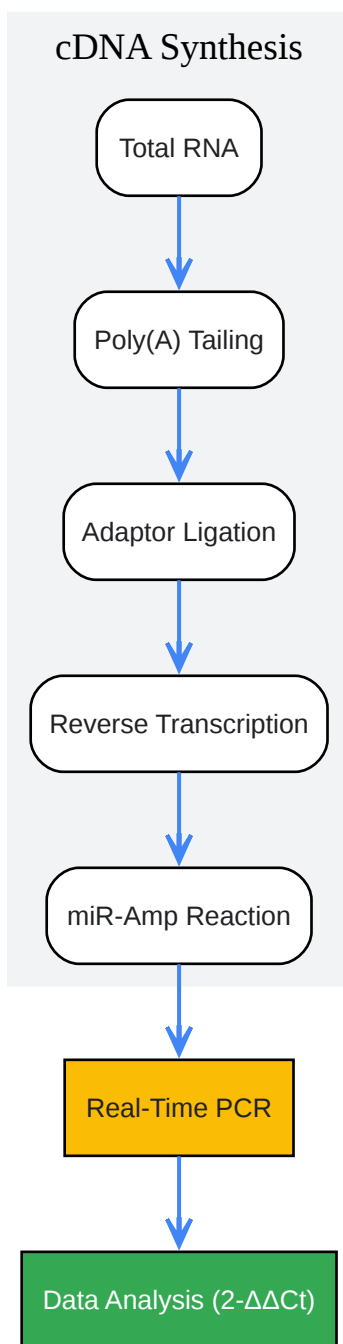 cDNA Synthesis
Total RNA
Poly(A) Tailing
Adaptor Ligation
Reverse Transcription
miR-Amp Reaction
Real-Time PCR
Data Analysis (2-ΔΔCt)